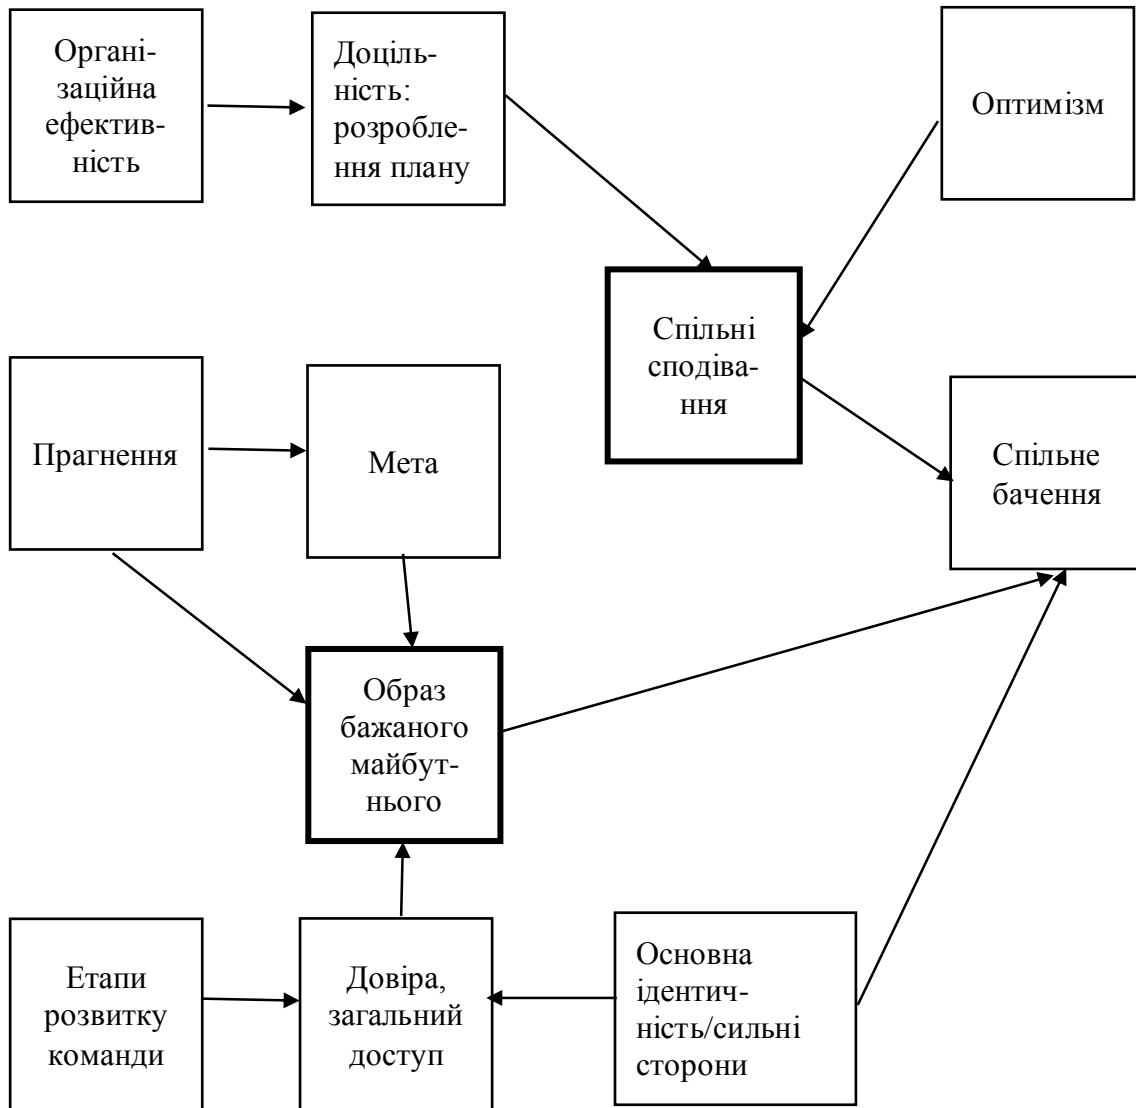 Органі-
заційна
ефектив-
ність
Доціль-
ність:
розробле-
ння плану
Оптимізм
Спільні
сподіва-
ння
Прагнення
Мета
Спільне
бачення
Образ
бажаного
майбут-
нього
Етапи
розвитку
команди
Довіра,
загальний
доступ
Основна
ідентич-
ність/сильні
сторони